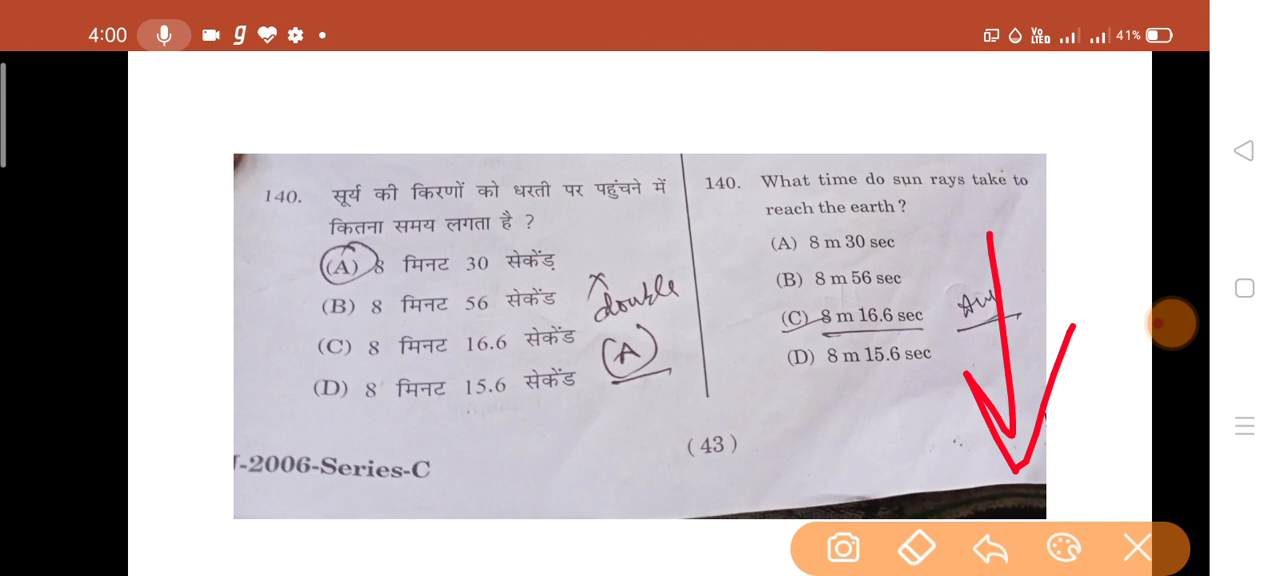 4:00
g
Vo
LTED
41%
140. सूर्य की किरणों को धरती पर पहुंचने में
कितना समय लगता है ?
(A) 8 मिनट 30 सेकेंड
(B) 8 मिनट 56 सेकेंड
(C) 8 मिनट 16.6 सेकेंड
(D) 8 मिनट 15.6 सेकेंड
double
(A)
140. What time do sun rays take to
reach the earth ?
(A) 8 m 30 sec
(B) 8 m 56 sec
(C) 8 m 16.6 sec
(D) 8 m 15.6 sec
(43)
-2006-Series-C